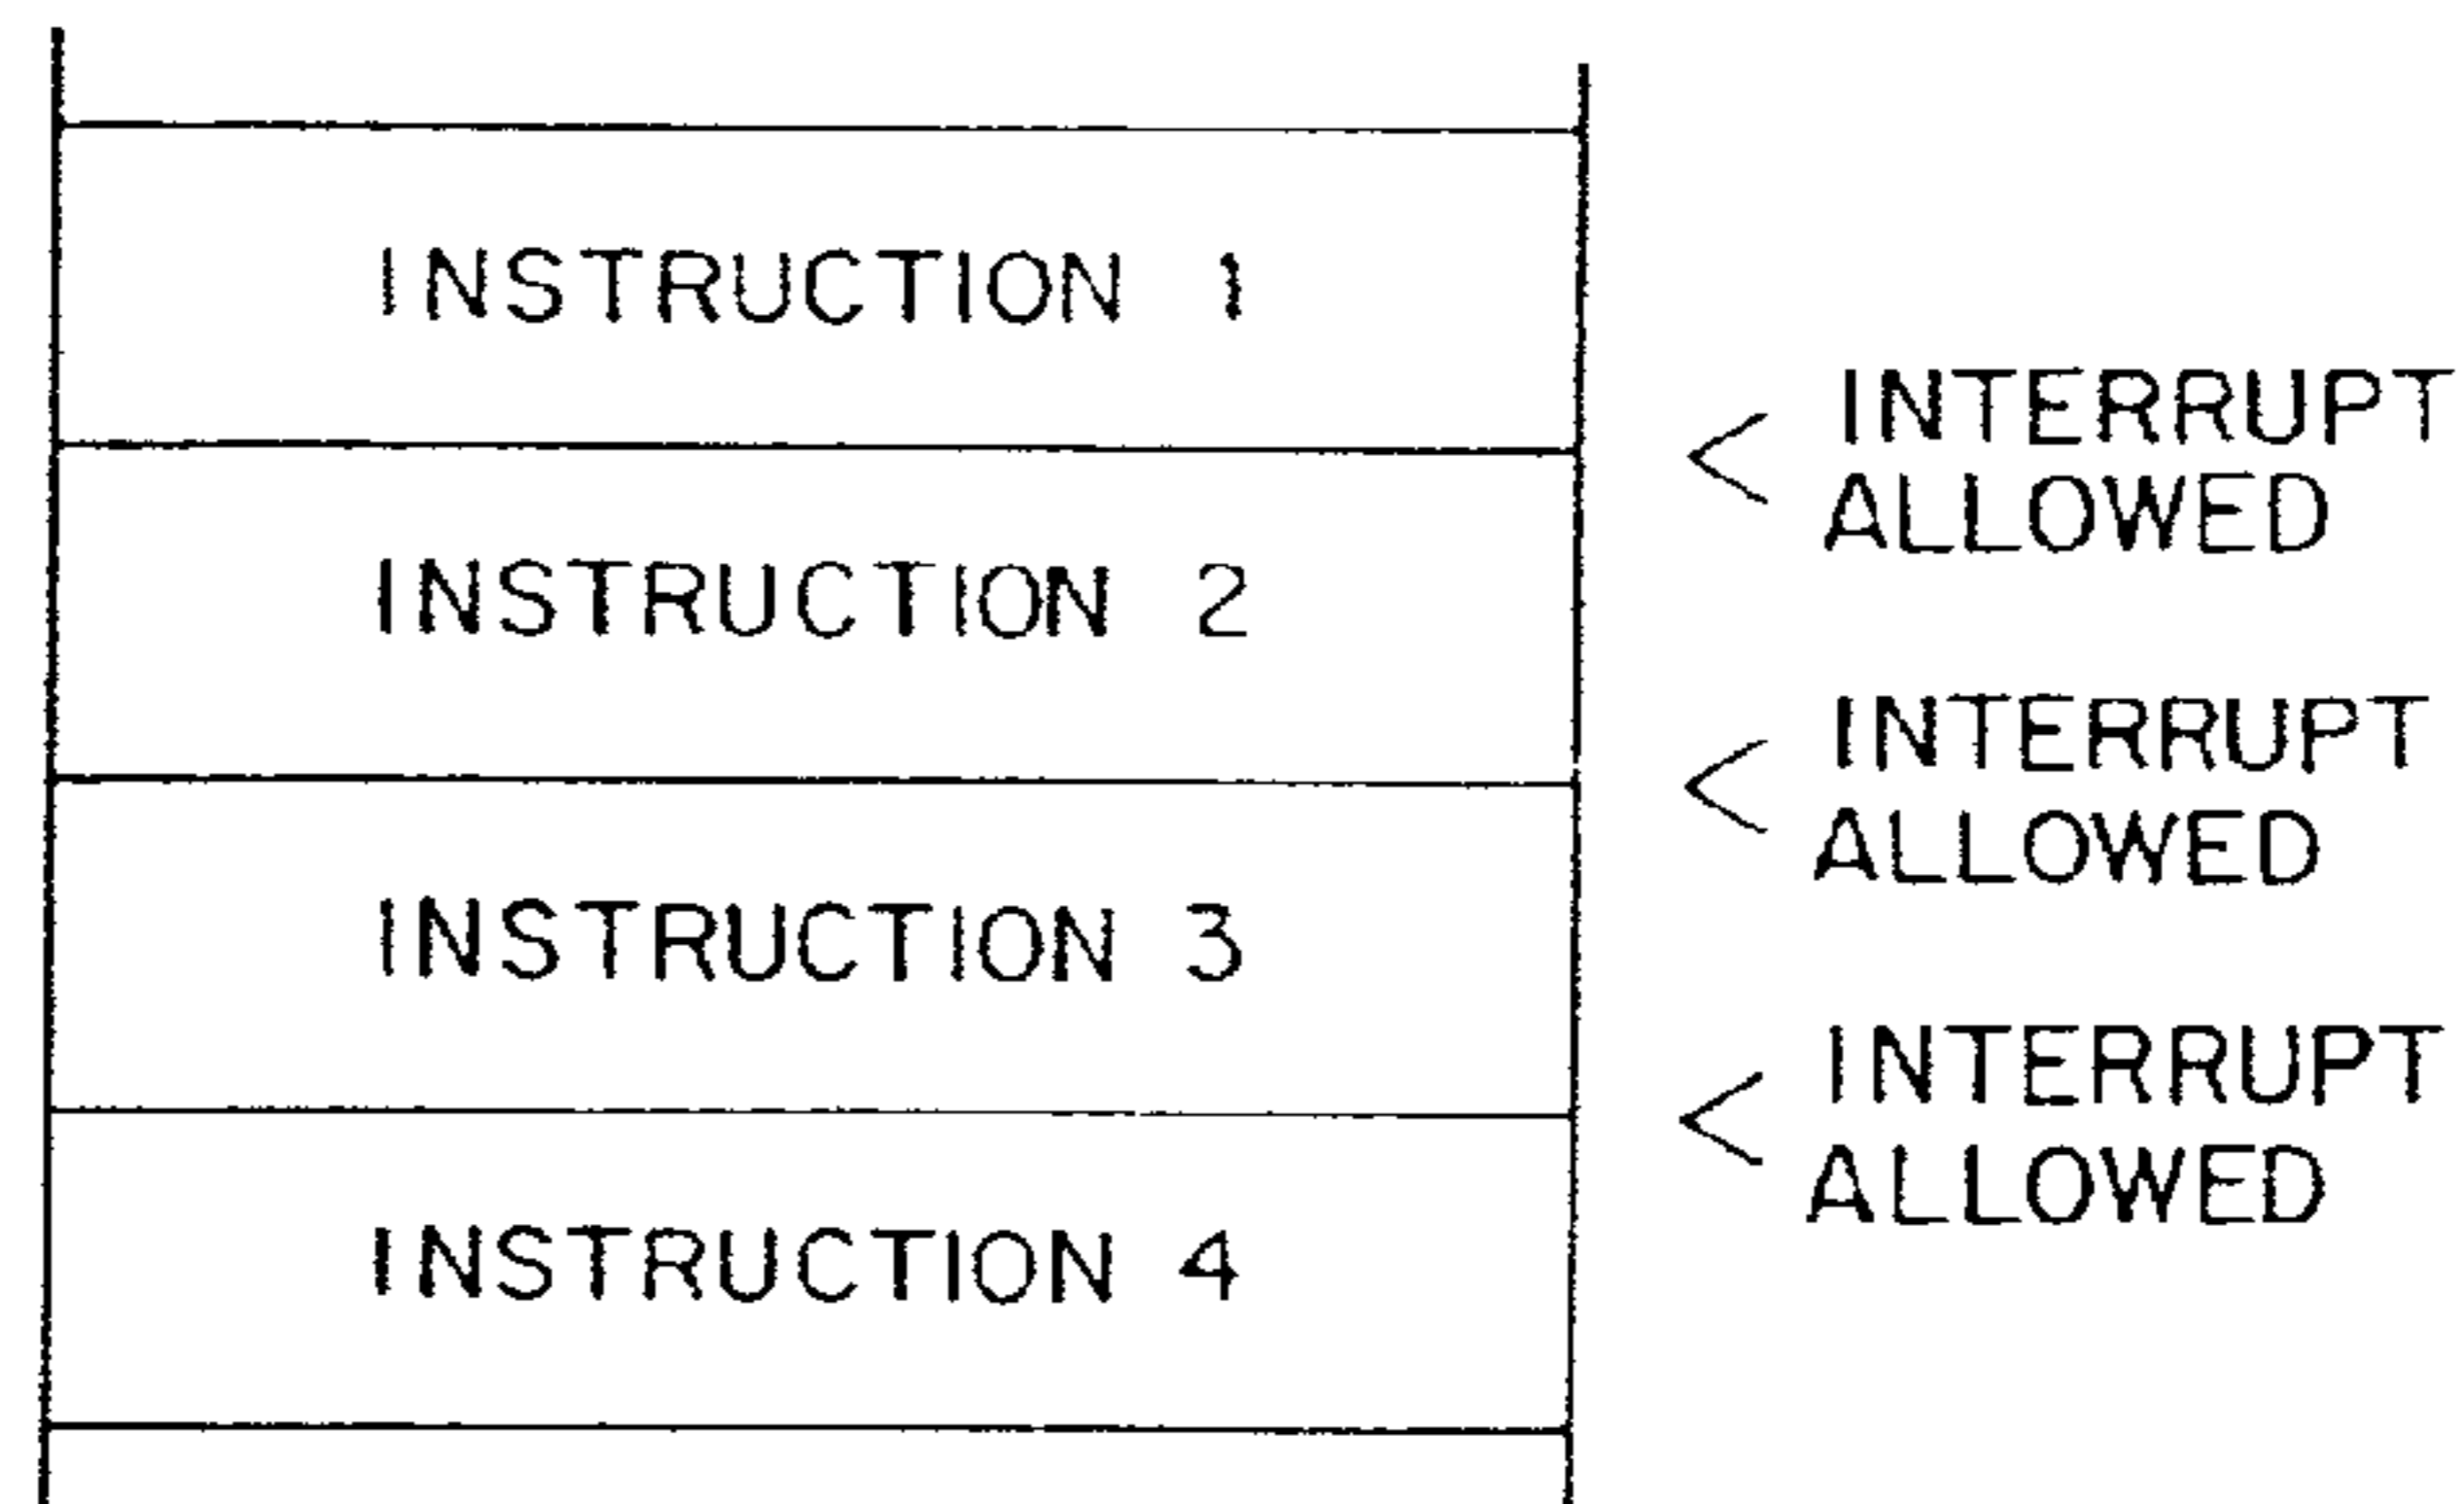 INSTRUCTION 1
INTERRUPT
ALLOWED
INSTRUCTION 2
INTERRUPT
ALLOWED
INSTRUCTION 3
INTERRUPT
ALLOWED
INSTRUCTION 4